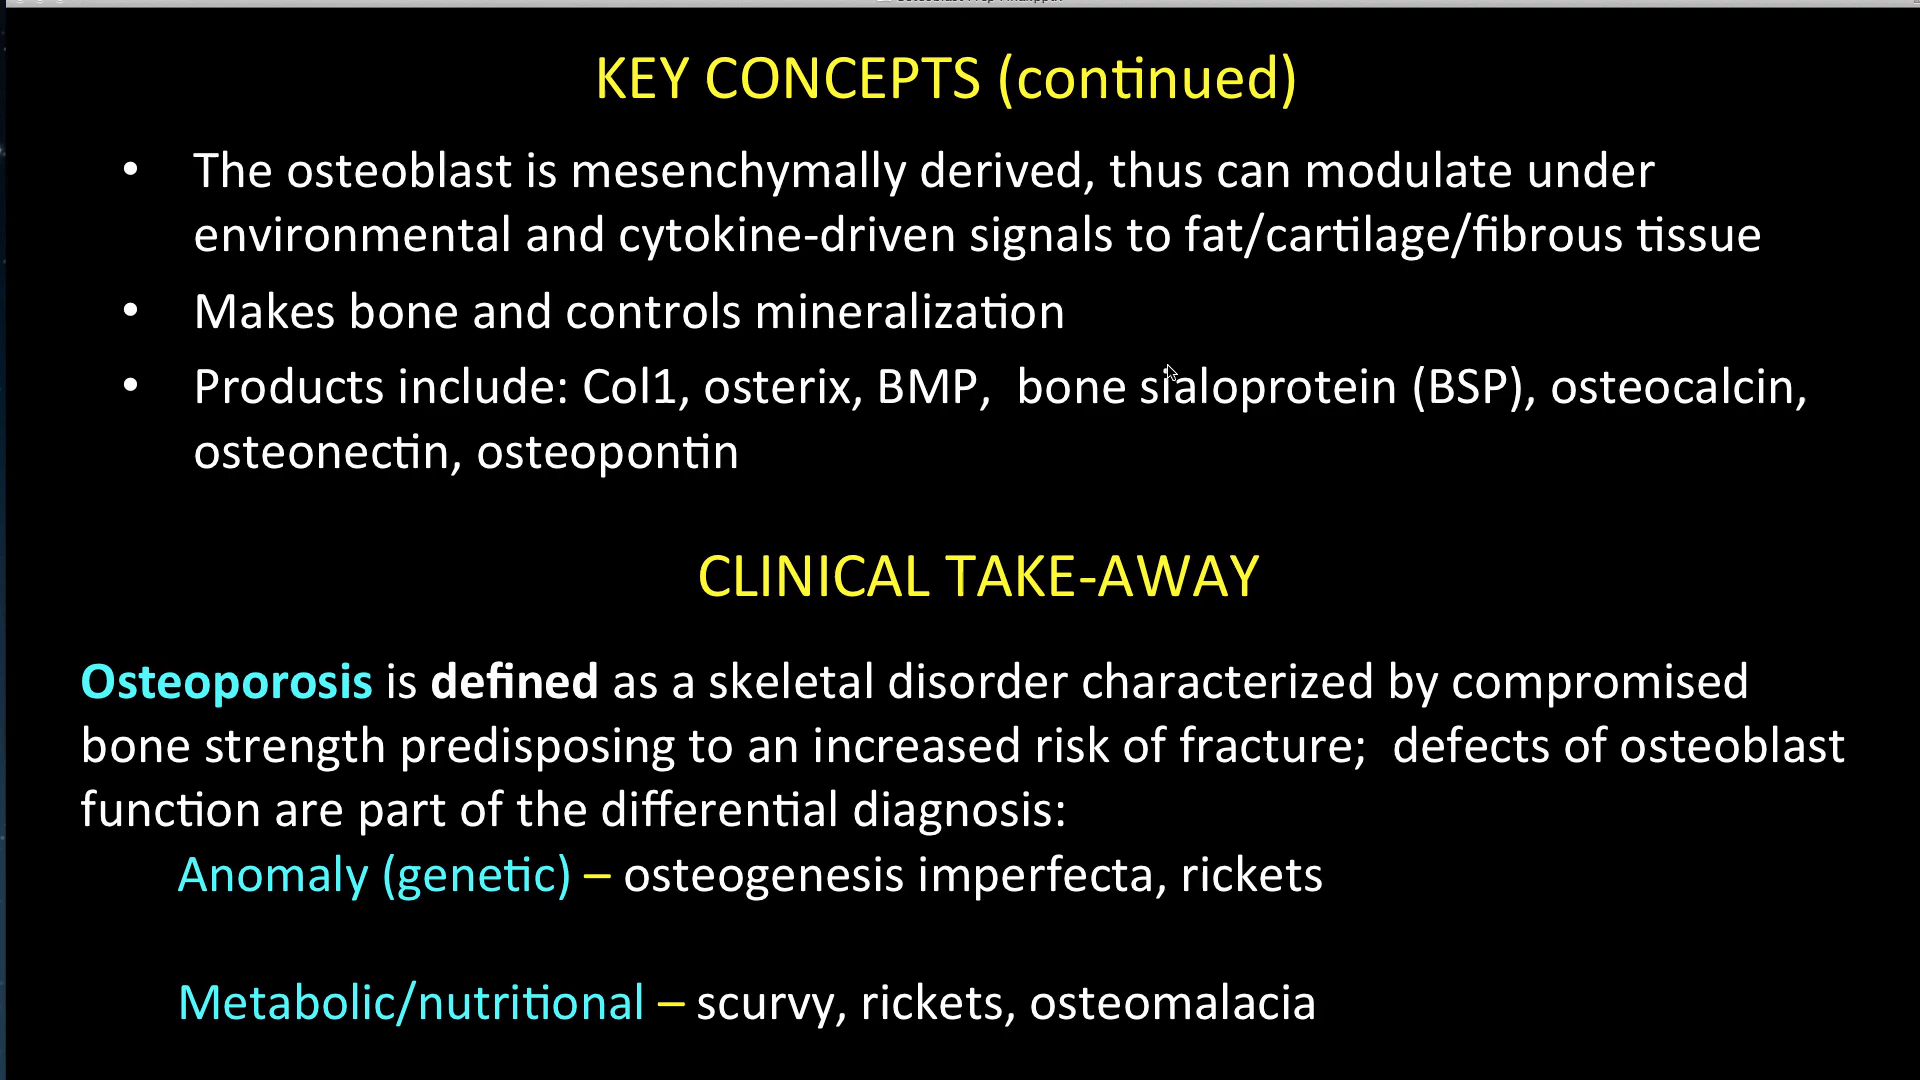 KEY CONCEPTS (continued)
• The osteoblast is mesenchymally derived, thus can modulate under
environmental and cytokine-driven signals to fat/cartilage/fibrous tissue
• Makes bone and controls mineralization
• Products include: Col1, osterix, BMP,  bone sialoprotein (BSP), osteocalcin,
osteonectin, osteopontin
CLINICAL TAKE-AWAY
Osteoporosis is defined as a skeletal disorder characterized by compromised
bone strength predisposing to an increased risk of fracture;  defects of osteoblast
function are part of the differential diagnosis:
Anomaly (genetic) – osteogenesis imperfecta, rickets
Metabolic/nutritional – scurvy, rickets, osteomalacia